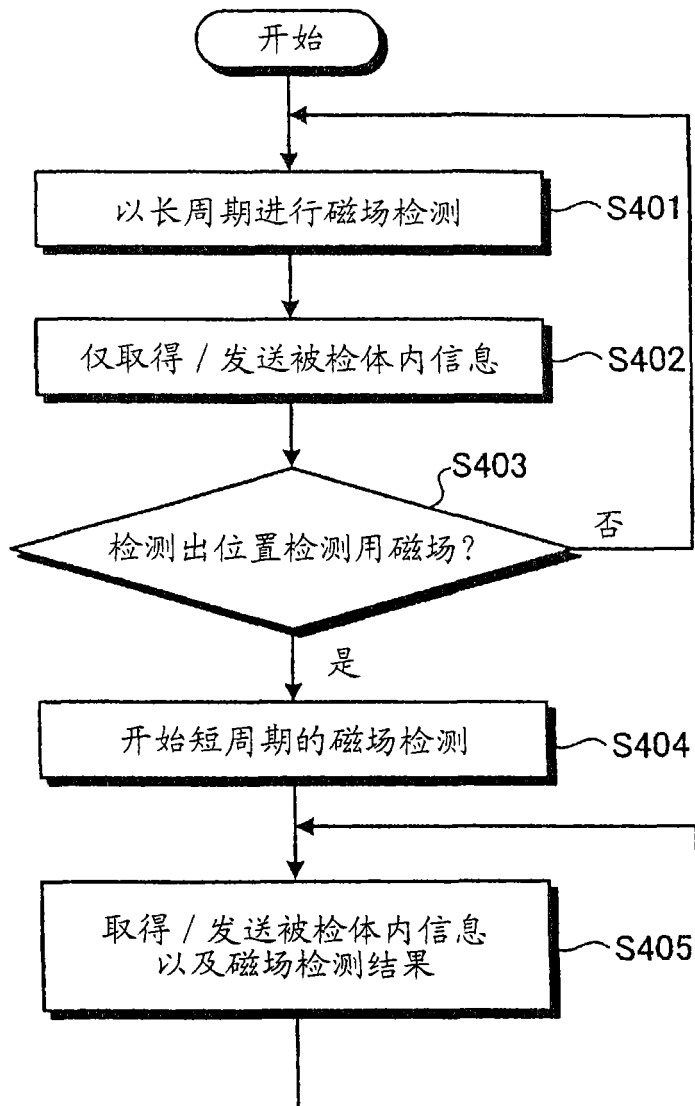 开始
以长周期进行磁场检测
S401
仅取得/发送被检体内信息
S402
S403
检测出位置检测用磁场?
否
是
开始短周期的磁场检测
S404
取得/发送被检体内信息
以及磁场检测结果
S405